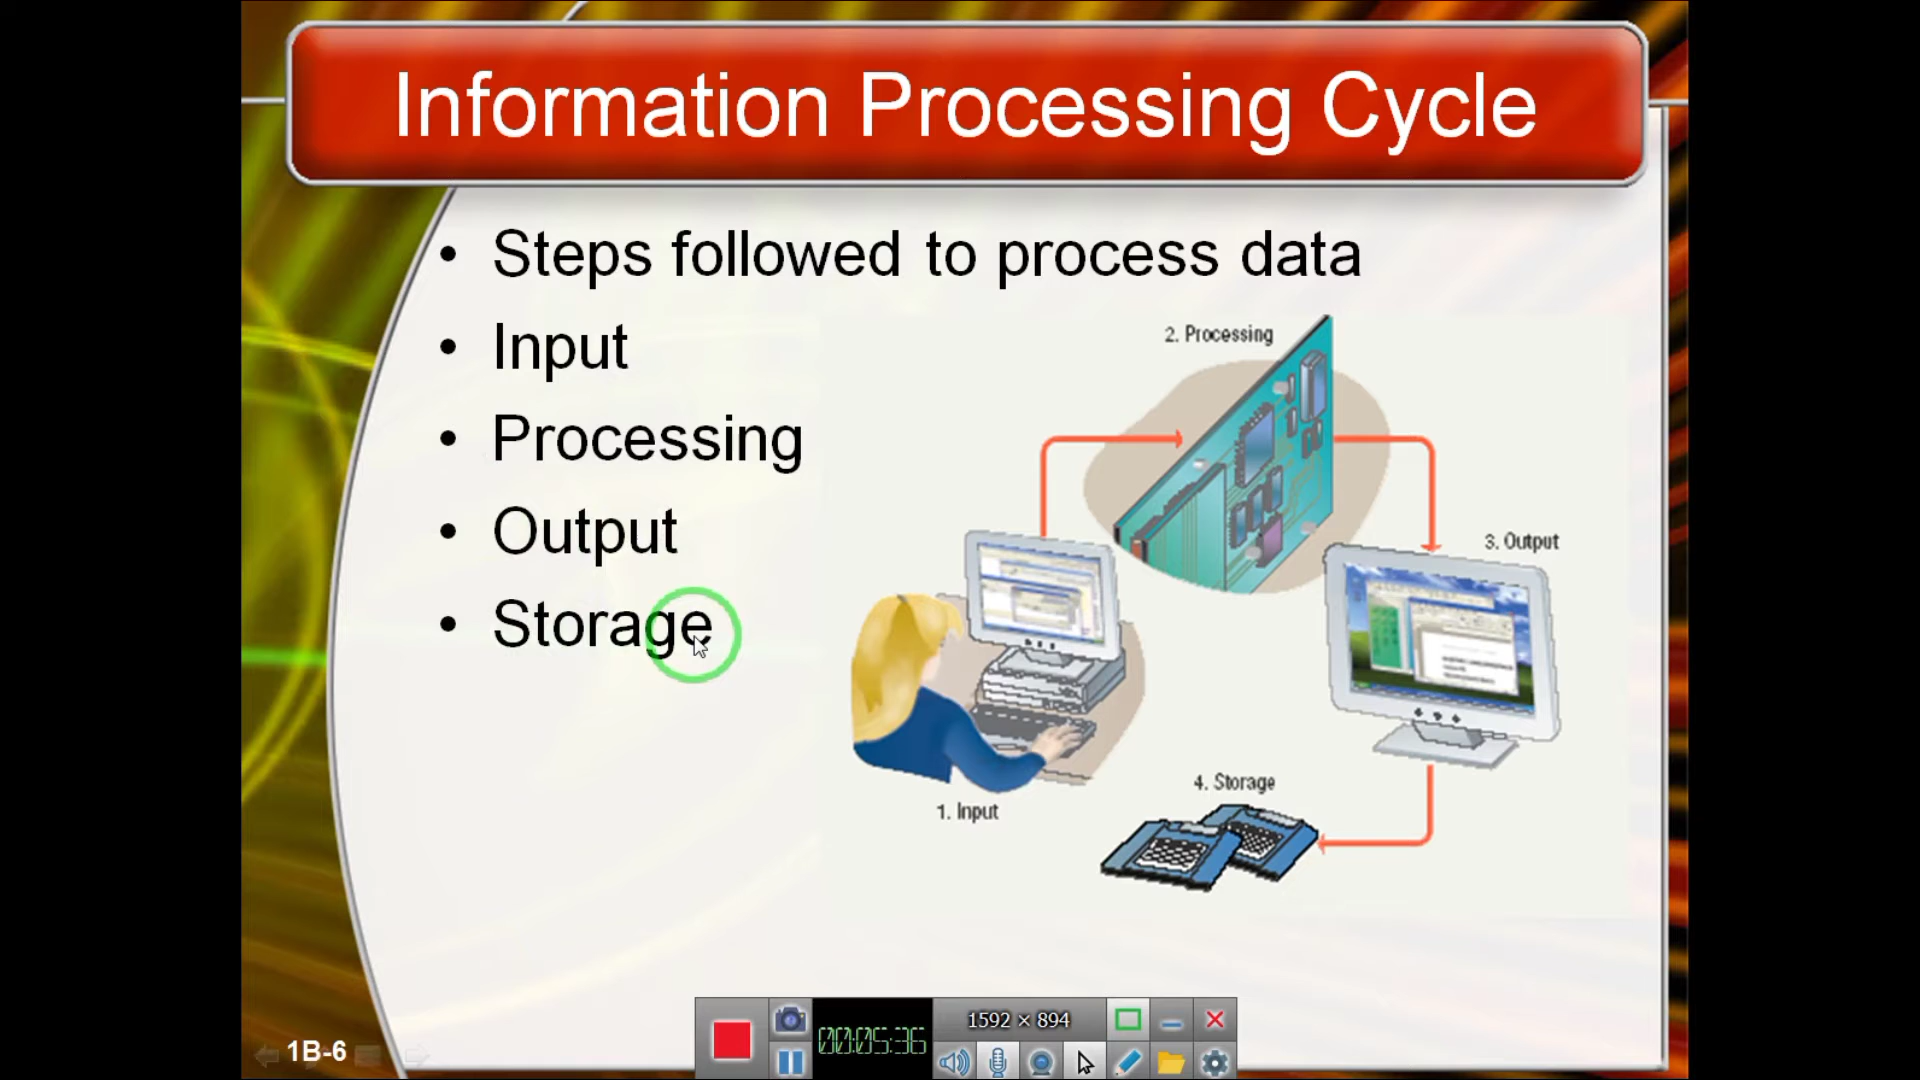 Information Processing Cycle
• Steps followed to process data
• Input
• Processing
• Output
• Storage
2. Processing
3. Output
4. Storage
1. Input
1B-6
00:05:36
1592 × 894